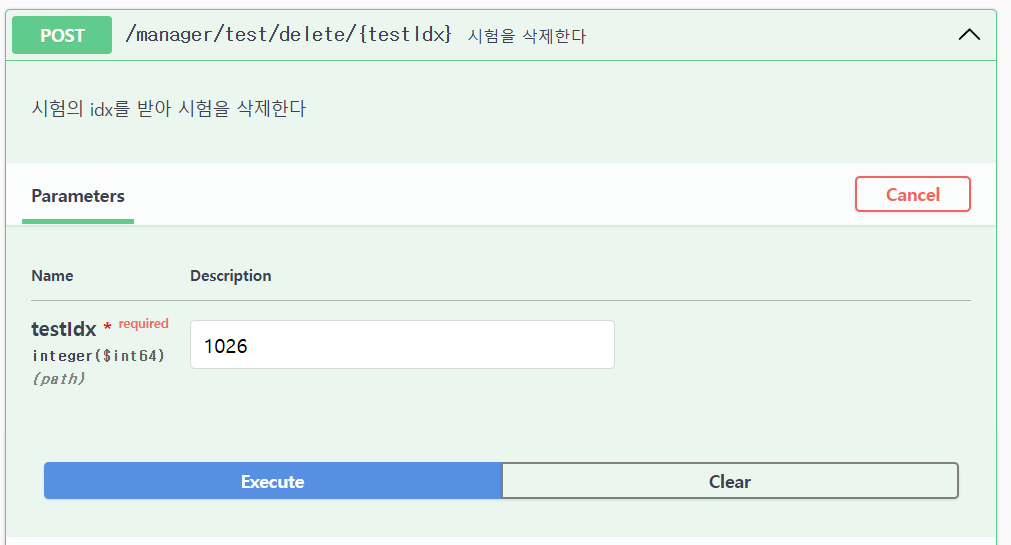 POST /manager/test/delete/{testIdx} 시험을 삭제한다
시험의 idx를 받아 시험을 삭제한다
Parameters Cancel
Name Description
testIdx * required
integer($int64)
(path)
1026
Execute Clear